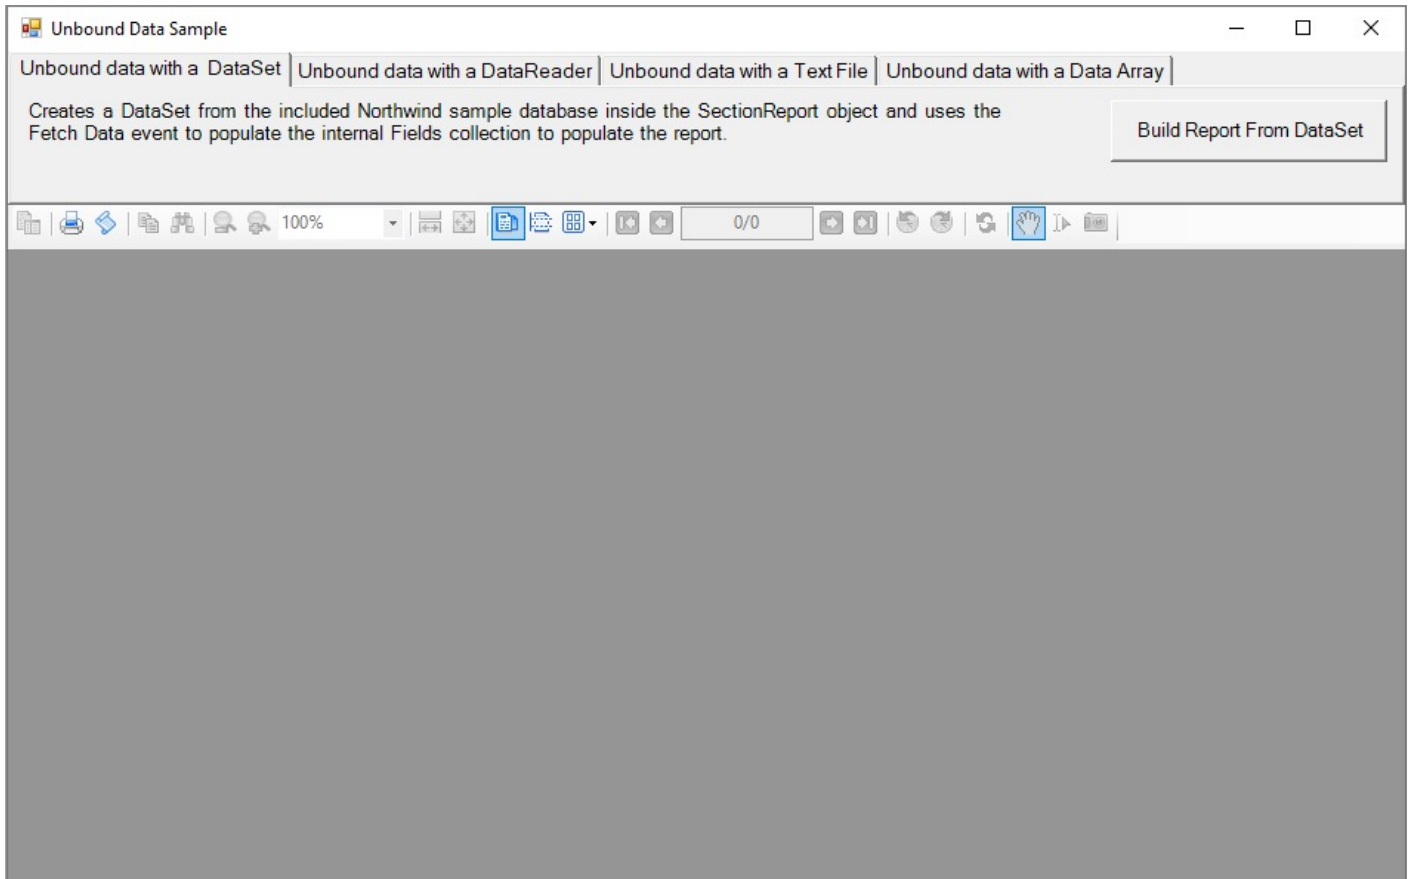 Unbound Data Sample
Unbound data with a DataSet Unbound data with a DataReader Unbound data with a Text File Unbound data with a Data Array
Creates a DataSet from the included Northwind sample database inside the SectionReport object and uses the
Fetch Data event to populate the internal Fields collection to populate the report.
Build Report From DataSet
100% 0/0